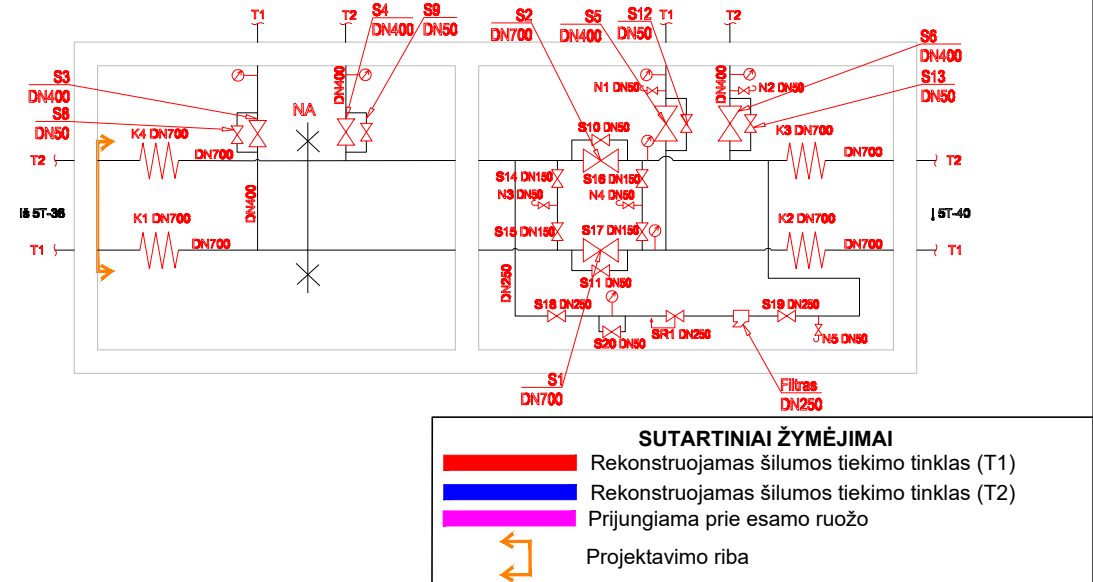 T1
T2
S4
DN400
S9
DN50
S2
DN700
S5
DN400
S12
DN50
T1
T2
S6
DN400
S3
DN400
S8
DN50
DN400
NA
N1 DN50
DN400
N2 DN50
S13
DN50
K4 DN700
DN700
S10 DN50
K3 DN700
DN700
T2
T2
S14 DN150
S16 DN150
N3 DN50
N4 DN50
Iš 5T-38
DN400
Į 5T-40
K1 DN700
DN700
S15 DN150
S17 DN150
K2 DN700
DN700
T1
T1
DN250
S11 DN50
S18 DN250
S19 DN250
S20 DN50
SR1 DN250
N5 DN50
S1
DN700
Filtras
DN250
SUTARTINIAI ŽYMĖJIMAI
Rekonstruojamas šilumos tiekimo tinklas (T1)
Rekonstruojamas šilumos tiekimo tinklas (T2)
Prijungiama prie esamo ruožo
Projektavimo riba